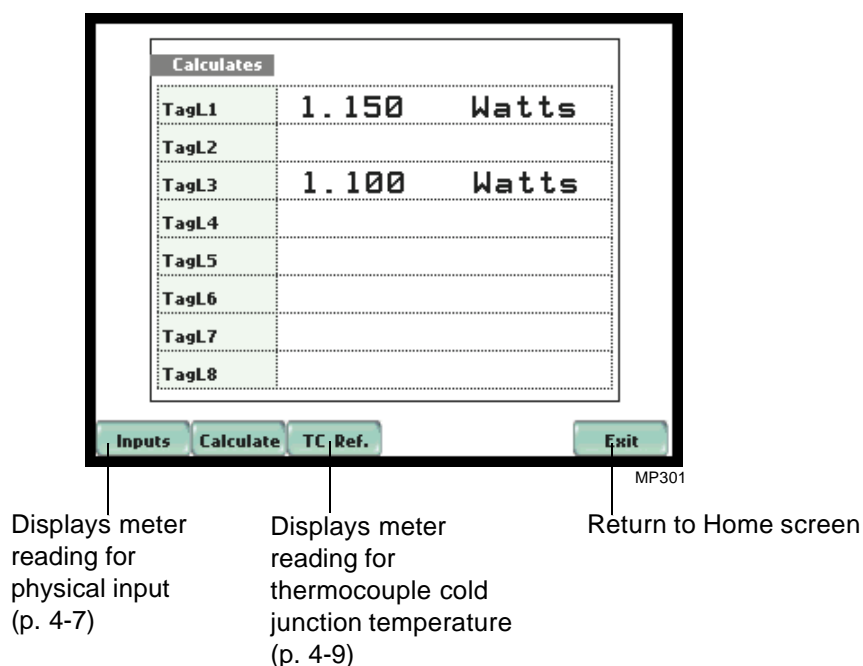 Calculates
TagL1 1.150 Watts
TagL2
TagL3 1.100 Watts
TagL4
TagL5
TagL6
TagL7
TagL8
Inputs Calculate TC Ref. Exit
MP301
Displays meter
reading for
physical input
(p. 4-7)
Displays meter
reading for
thermocouple cold
junction temperature
(p. 4-9)
Return to Home screen